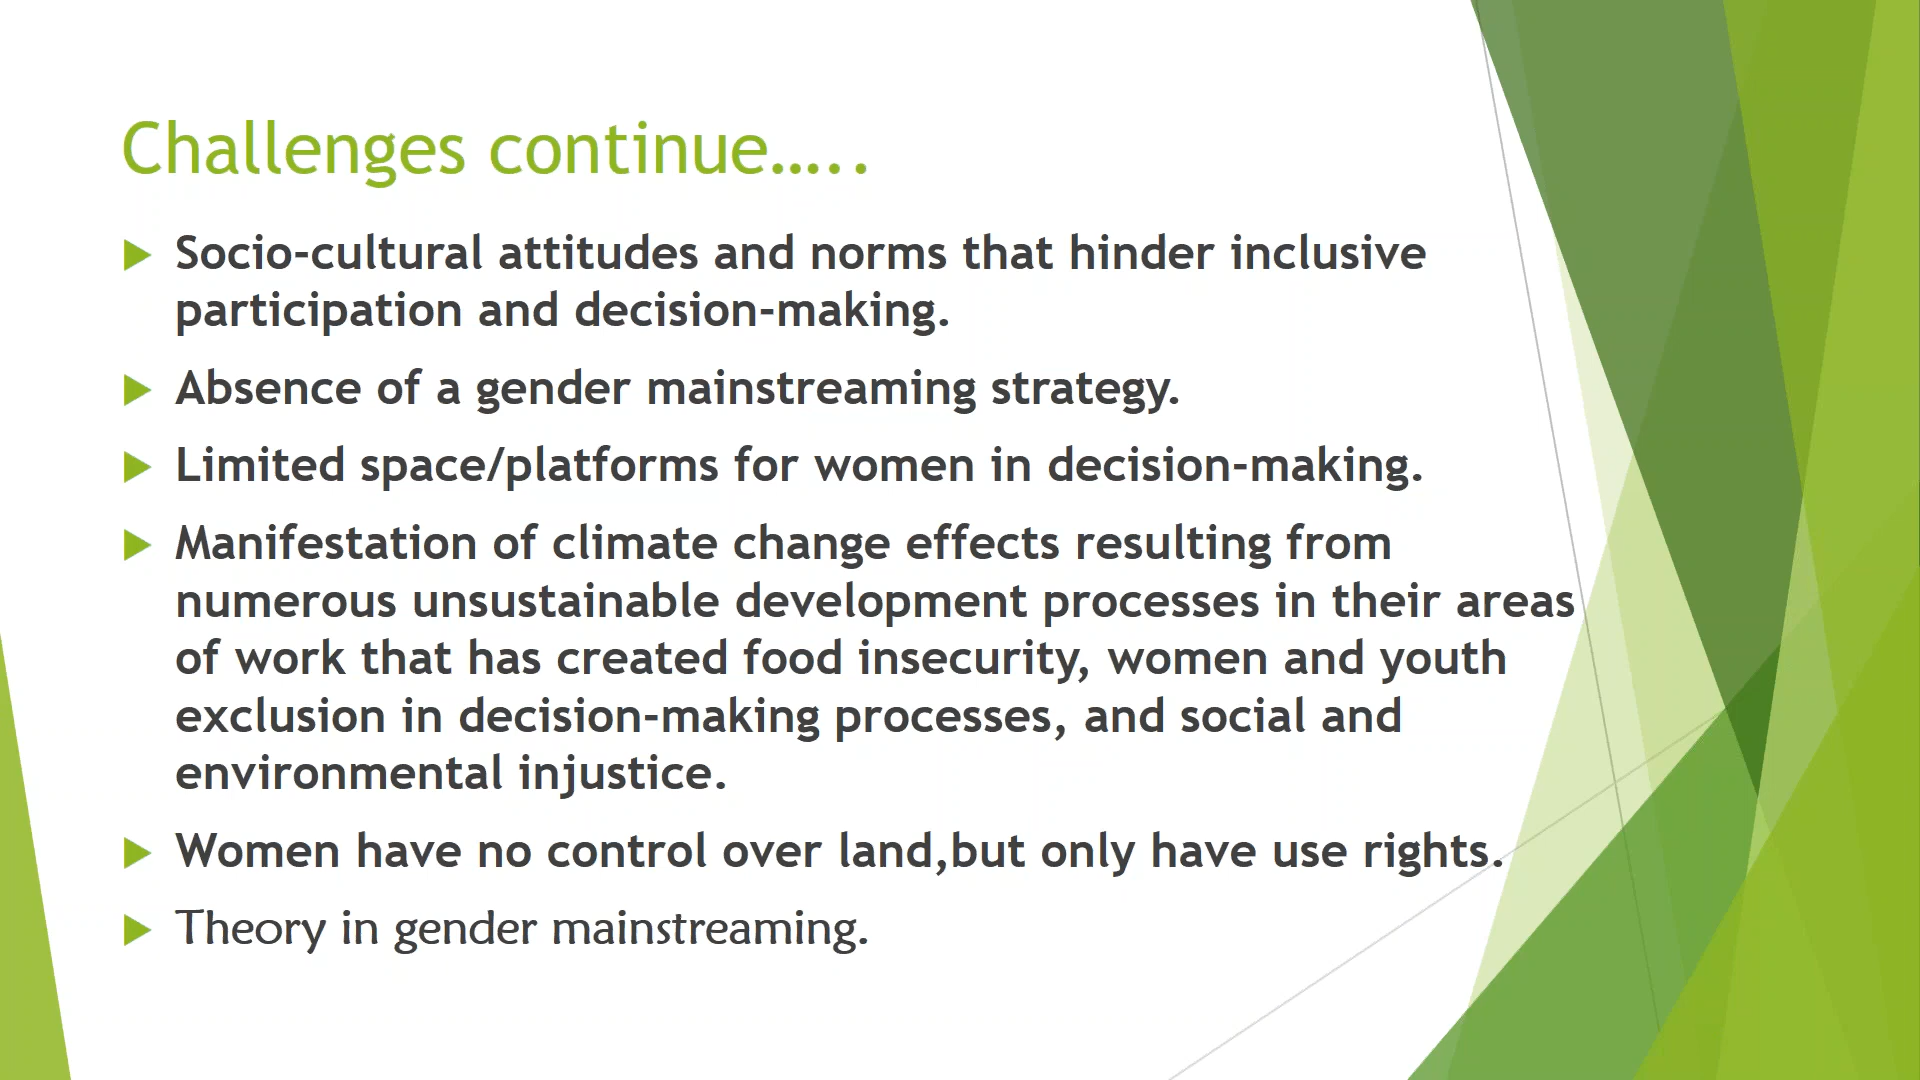 Challenges continue.....
Socio-cultural attitudes and norms that hinder inclusive
participation and decision-making.
Absence of a gender mainstreaming strategy.
Limited space/platforms for women in decision-making.
Manifestation of climate change effects resulting from
numerous unsustainable development processes in their areas
of work that has created food insecurity, women and youth
exclusion in decision-making processes, and social and
environmental injustice.
Women have no control over land,but only have use rights.
Theory in gender mainstreaming.